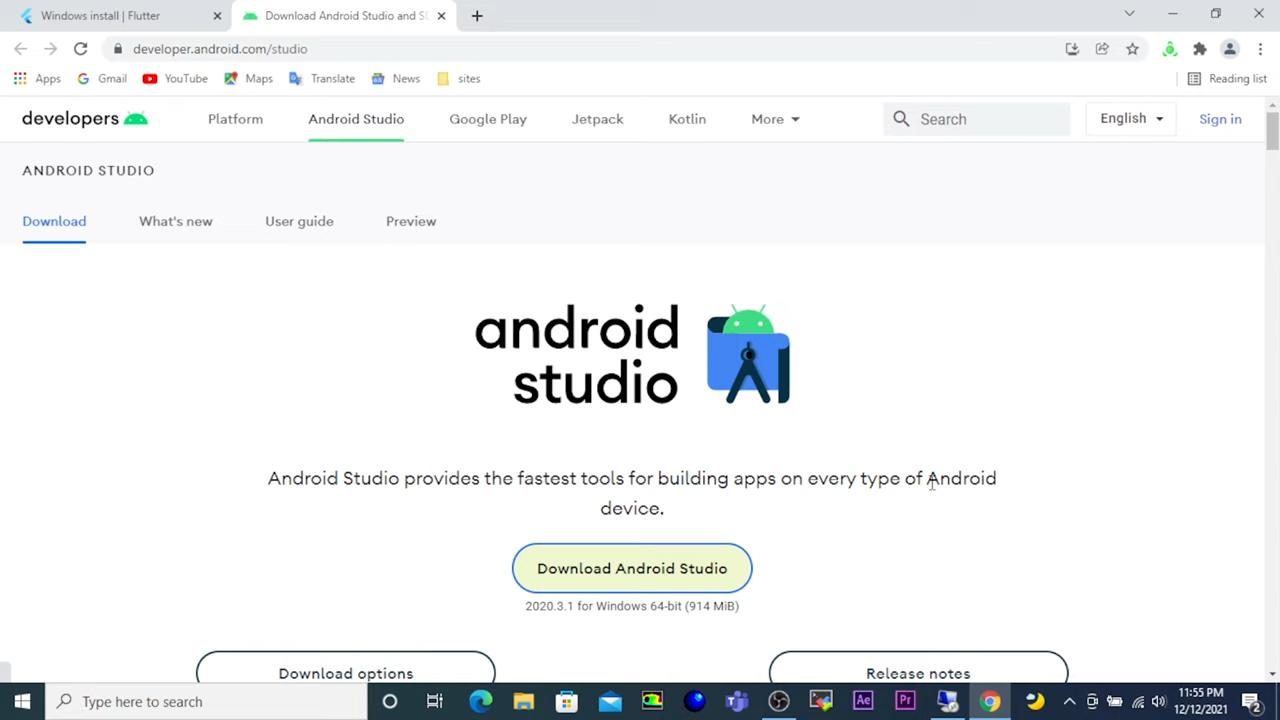 Windows install | Flutter
Download Android Studio and S
developer.android.com/studio
Apps Gmail YouTube Maps Translate News sites Reading list
developers Platform Android Studio Google Play Jetpack Kotlin More Search English Sign in
ANDROID STUDIO
Download What's new User guide Preview
android
studio
Android Studio provides the fastest tools for building apps on every type of Android
device.
Download Android Studio
2020.3.1 for Windows 64-bit (914 MiB)
Download options Release notes
Type here to search
Ae Pr
11:55 PM
12/12/2021
2